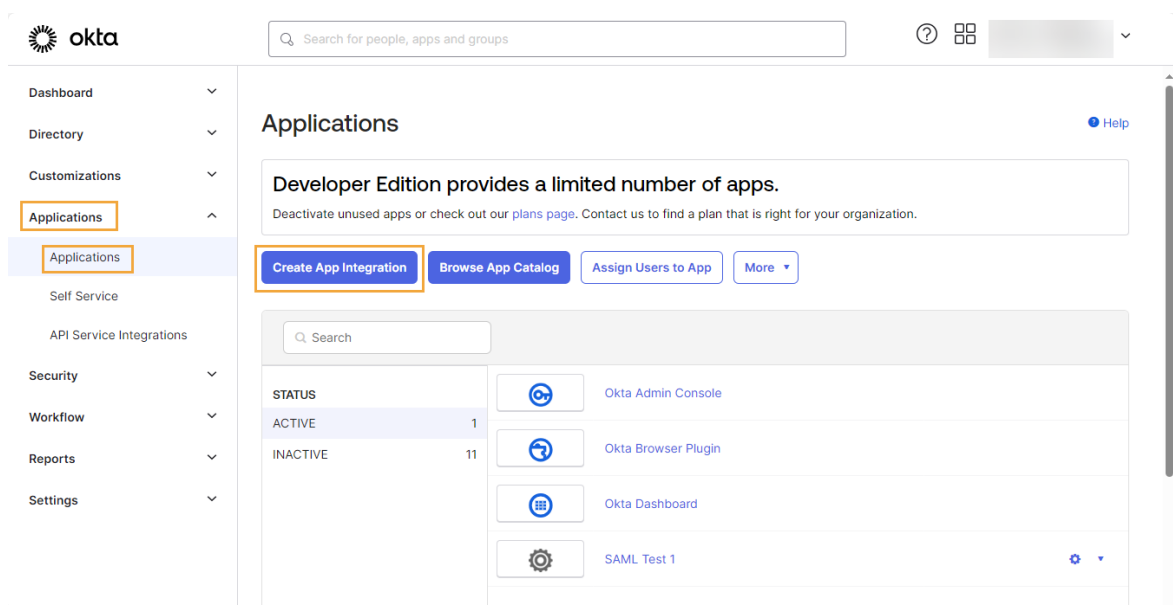 okta
Search for people, apps and groups
Dashboard
Directory
Customizations
Applications
Applications
Self Service
API Service Integrations
Security
Workflow
Reports
Settings
Applications
Help
Developer Edition provides a limited number of apps.
Deactivate unused apps or check out our plans page. Contact us to find a plan that is right for your organization.
Create App Integration Browse App Catalog Assign Users to App More
Search
STATUS
ACTIVE 1
INACTIVE 11
Okta Admin Console
Okta Browser Plugin
Okta Dashboard
SAML Test 1